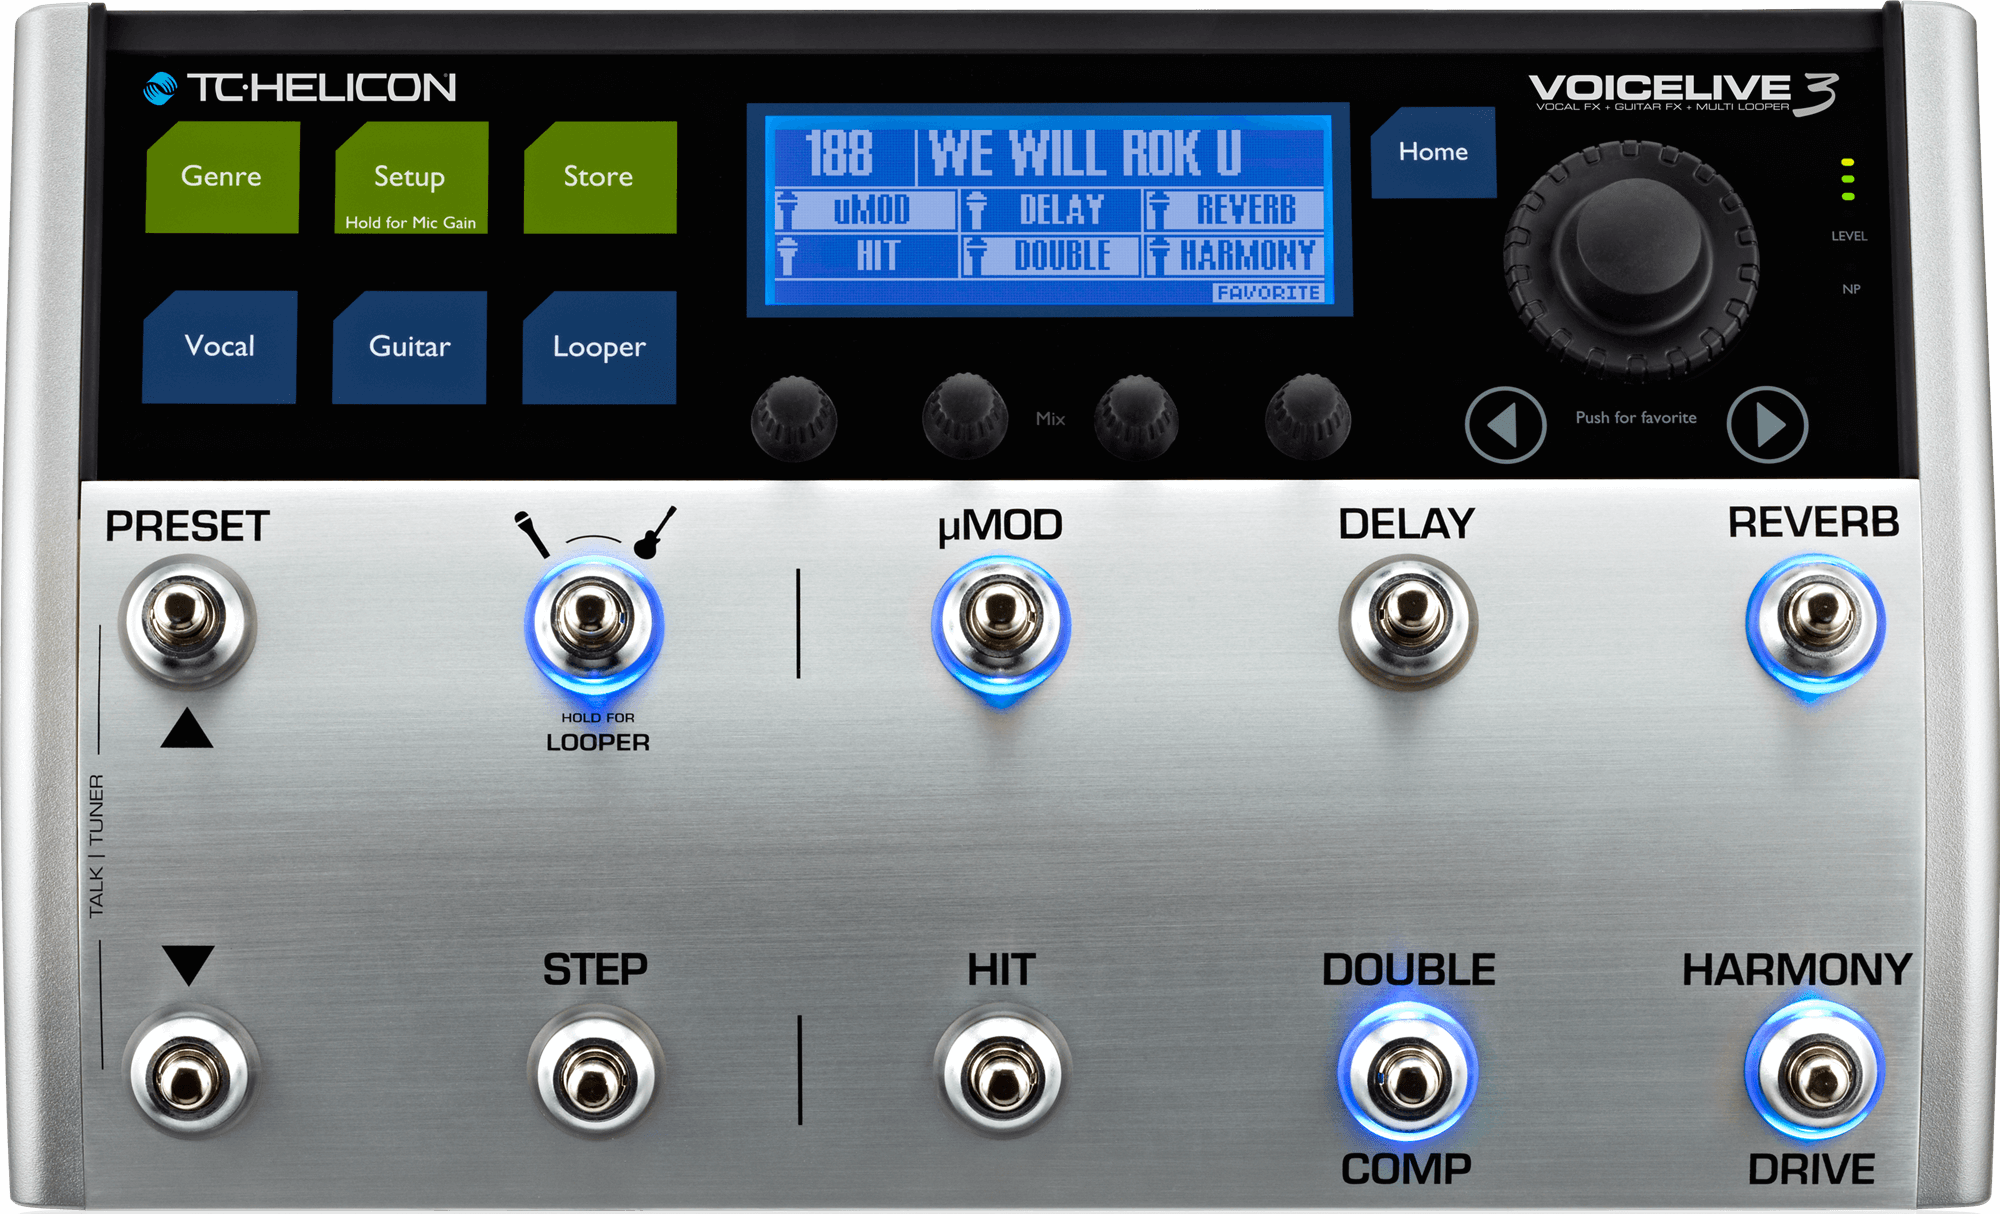 TC·HELICON
VOICELIVE 3
VOCAL FX + GUITAR FX + MULTI LOOPER
Genre
Setup
Hold for Mic Gain
Store
188 WE WILL ROK U
uMOD DELAY REVERB
HIT DOUBLE HARMONY
FAVORITE
Home
LEVEL
NP
Vocal
Guitar
Looper
Mix
Push for favorite
PRESET
µMOD
DELAY
REVERB
HOLD FOR
LOOPER
TALK | TUNER
STEP
HIT
DOUBLE
HARMONY
COMP
DRIVE